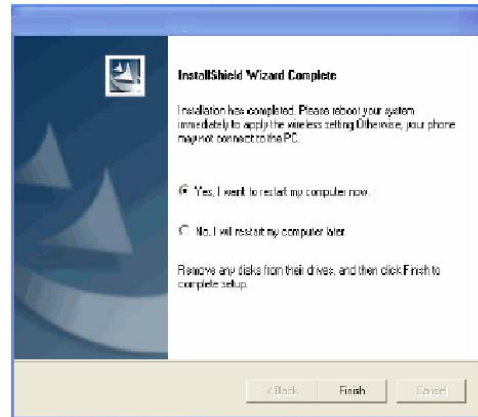 InstallShield Wizard Complete
Installation has completed. Please reboot your system
immediately to apply the wireless setting.Otherwise, your phone
may not connect to the PC.
Yes, I want to restart my computer now.
No, I will restart my computer later.
Remove any disks from their drives, and then click Finish to
complete setup.
< Back
Finish
Cancel